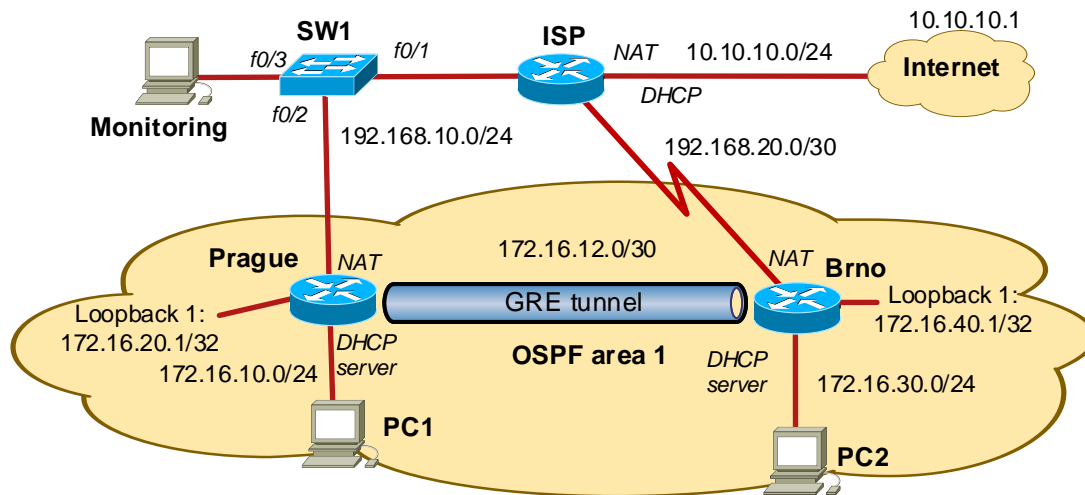 10.10.10.1
SW1
ISP
f0/3
f0/1
NAT
10.10.10.0/24
Internet
DHCP
f0/2
Monitoring
192.168.10.0/24
192.168.20.0/30
172.16.12.0/30
Prague
NAT
NAT
Brno
GRE tunnel
Loopback 1:
172.16.20.1/32
Loopback 1:
172.16.40.1/32
DHCP
server
OSPF area 1
DHCP
server
172.16.10.0/24
172.16.30.0/24
PC1
PC2